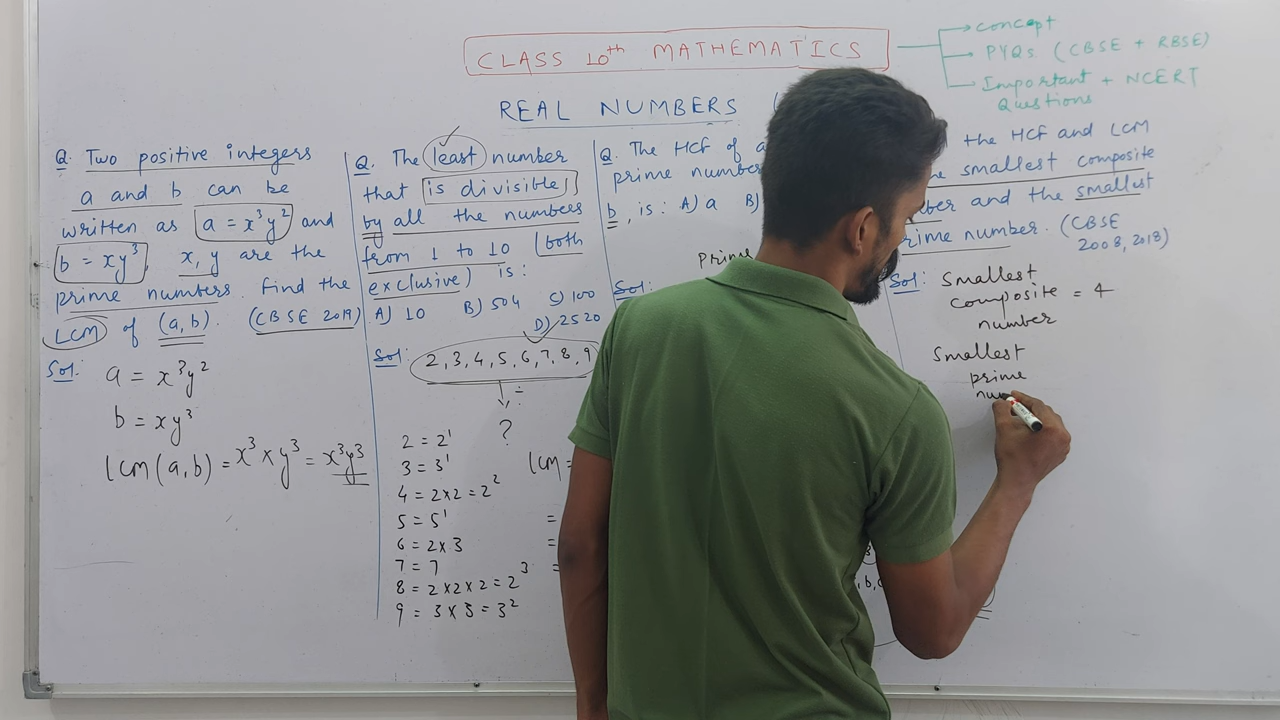 CLASS 10th MATHEMATICS
concept
PYQs (CBSE + RBSE)
Important + NCERT
Questions
REAL NUMBERS (
Q. Two positive integers
a and b can be
written as a = x³y² and
b = xy³, x, y are the
prime numbers. Find the
LCM of (a,b). (CBSE 2019)
Sol:
a = x³y²
b = xy³
lcm (a,b) = x³ × y³ = x³y³
Q. The least number
that is divisible
by all the numbers
from 1 to 10 (both
exclusive) is :
A) 10 B) 504 C) 100
D) 2520
Sol: 2,3,4,5,6,7,8,9
÷
?
2 = 2¹
3 = 3¹
4 = 2×2 = 2²
5 = 5¹
6 = 2×3
7 = 7
8 = 2×2×2 = 2³
9 = 3×3 = 3²
lcm =
=
=
=
Q. The HCF of a
prime number
b, is : A) a B)
Prime
Sol:
the HCF and LCM
smallest composite
and the smallest
prime number. (CBSE
2008, 2018)
Sol: Smallest
composite = 4
number
Smallest
prime